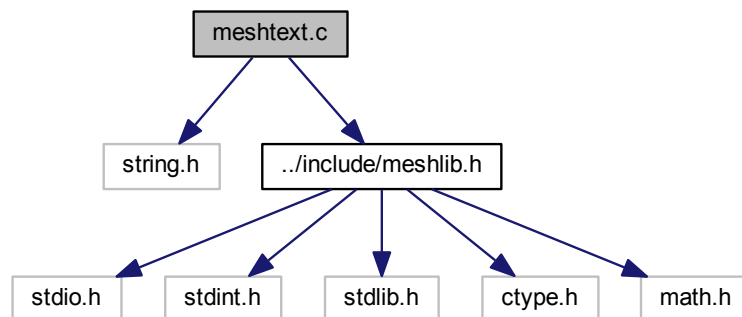 meshtext.c
string.h
../include/meshlib.h
stdio.h
stdint.h
stdlib.h
ctype.h
math.h